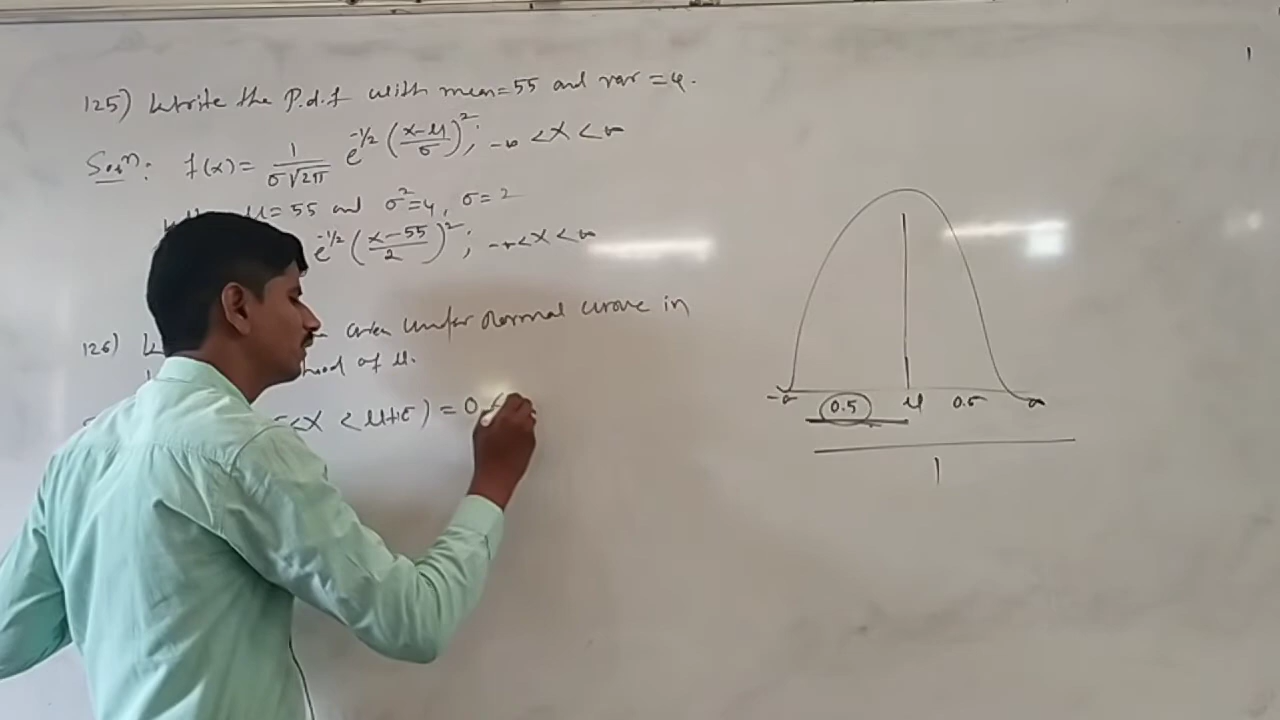 125) Write the P.d.f with mean=55 and var =4.
Solⁿ: f(x)= 1/σ√2π e^-1/2 (x-μ/σ)²; -∞ <X <∞
μ=55 and σ²=4, σ=2
e^-1/2 (x-55/2)²; -∞<X<∞
126) area under normal curve in
hood of μ.
<X <μ+σ) =0.
-∞ 0.5 μ 0.5 ∞
1